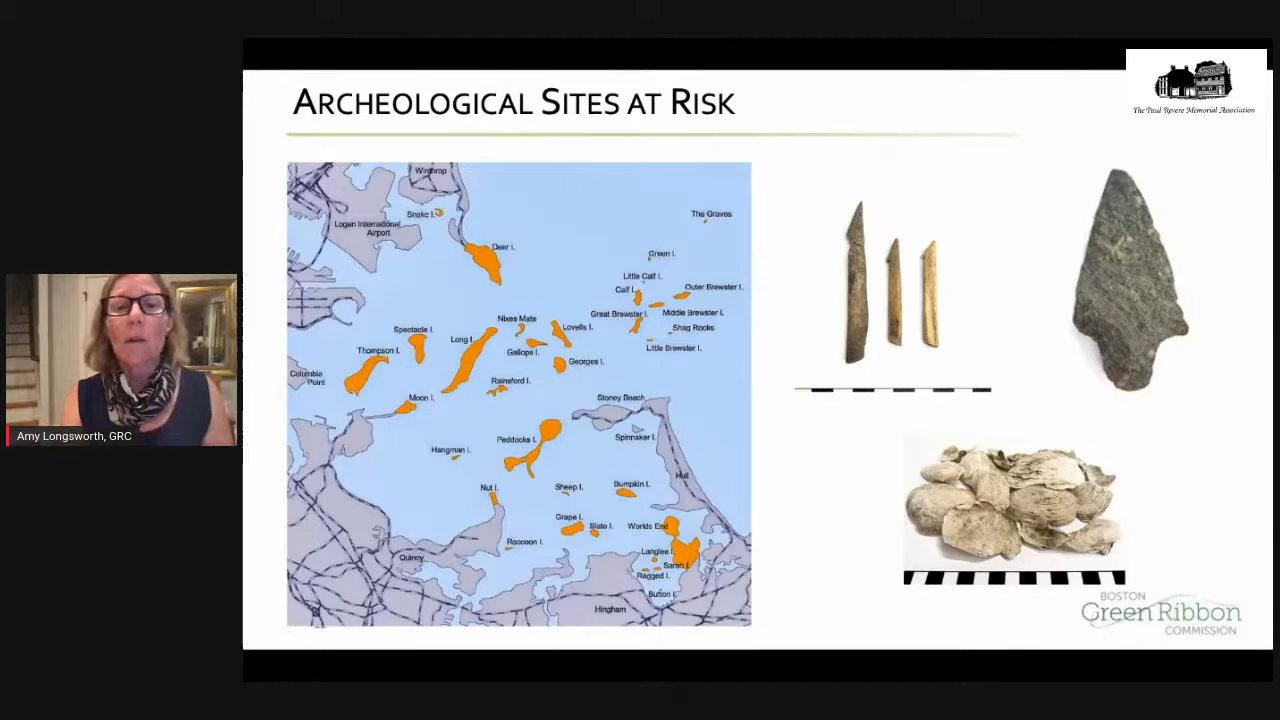 ARCHEOLOGICAL SITES AT RISK
The Paul Revere Memorial Association
Winthrop
Snake I.
Logan International
Airport
The Graves
Deer I.
Green I.
Little Calf I.
Calf I.
Outer Brewster I.
Great Brewster I.
Middle Brewster I.
Nixes Mate
Spectacle I.
Lovells I.
Shag Rocks
Long I.
Thompson I.
Gallops I.
Little Brewster I.
Georges I.
Columbia
Point
Rainsford I.
Moon I.
Stoney Beach
Peddocks I.
Spinnaker I.
Hangman I.
Hull
Nut I.
Sheep I.
Bumpkin I.
Grape I.
Slate I.
Worlds End
Raccoon I.
Langlee I.
Quincy
Sarah I.
Ragged I.
Button I.
Hingham
Amy Longsworth, GRC
BOSTON
Green Ribbon
COMMISSION